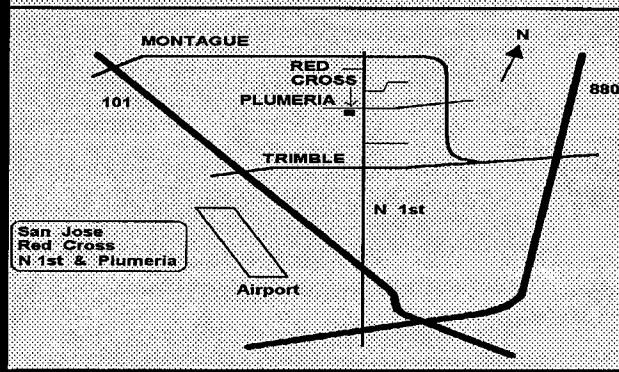 N
MONTAGUE
RED
CROSS
880
101
PLUMERIA
TRIMBLE
N 1st
San Jose
Red Cross
N 1st & Plumeria
Airport